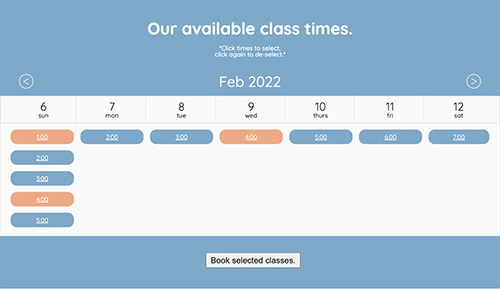 Our available class times.
*Click times to select,
click again to de-select.*
< Feb 2022 >
6 7 8 9 10 11 12
sun mon tue wed thurs fri sat
1:00 2:00 3:00 4:00 5:00 6:00 7:00
2:00
3:00
4:00
5:00
Book selected classes.